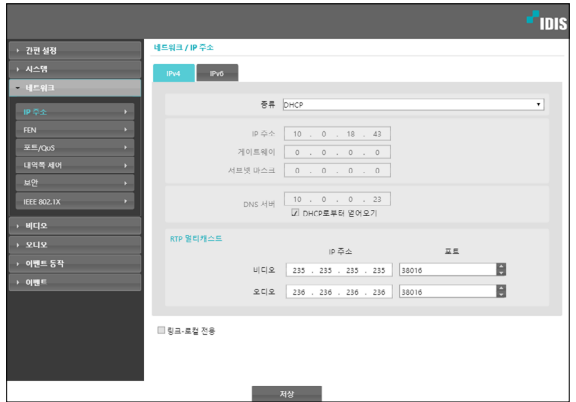 IDIS
간편 설정
시스템
네트워크
IP 주소
FEN
포트/QoS
대역폭 제어
보안
IEEE 802.1X
비디오
오디오
이벤트 동작
이벤트
네트워크 / IP 주소
IPv4 IPv6
종류 DHCP
IP 주소 10 . 0 . 18 . 43
게이트웨이 0 . 0 . 0 . 0
서브넷 마스크 0 . 0 . 0 . 0
DNS 서버 10 . 0 . 0 . 23
DHCP로부터 얻어오기
RTP 멀티캐스트
IP 주소 포트
비디오 235 . 235 . 235 . 235 38016
오디오 236 . 236 . 236 . 236 38016
링크-로컬 전용
저장